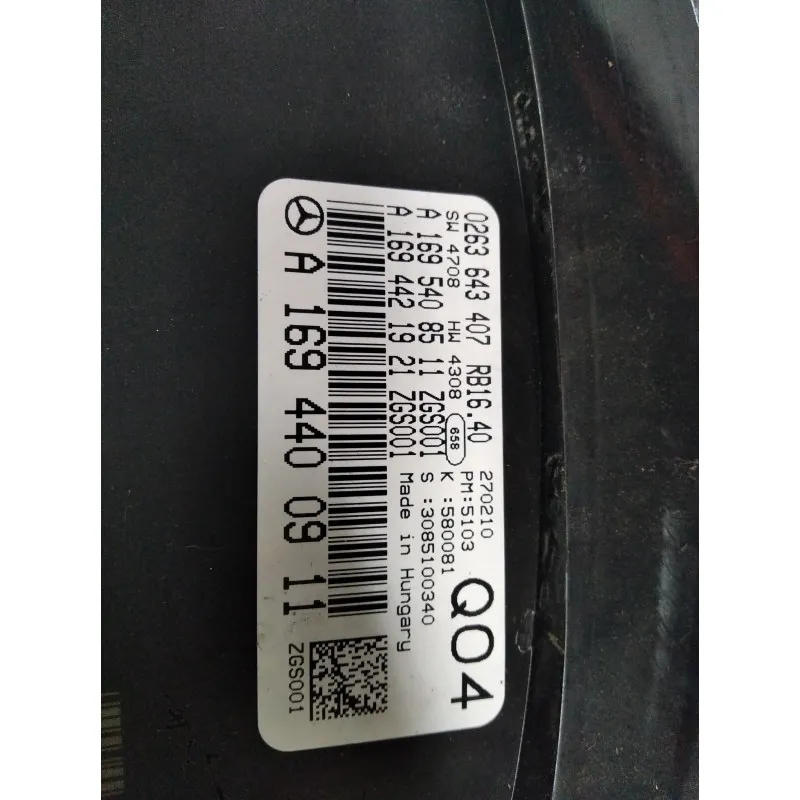 0263 643 407 RB16.40
SW 4708 HW 4308 658
A 169 540 85 11 ZGS001
A 169 442 19 21 ZGS001
270210
PM:5103
K :580081
S :3085100340
Made in Hungary
Q04
A 169 440 09 11
ZGS001